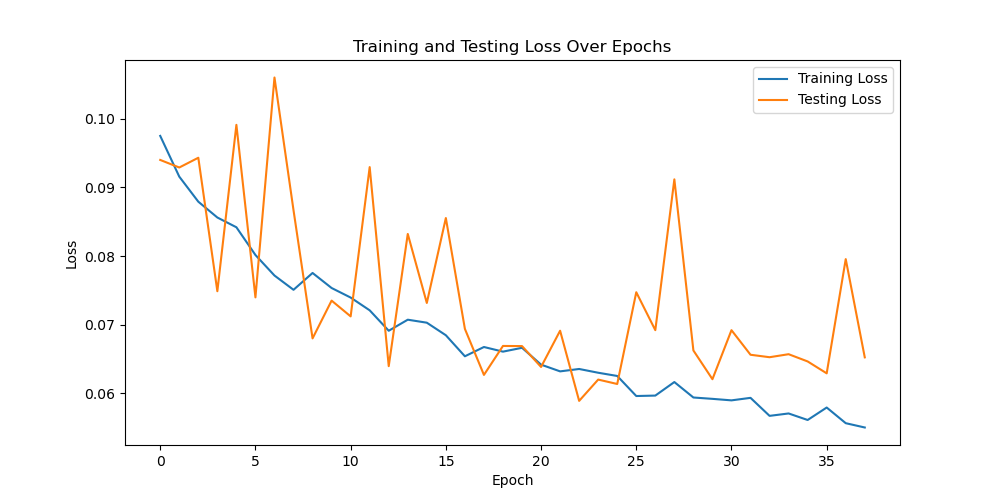 Training and Testing Loss Over Epochs
Training Loss
Testing Loss
0.10
0.09
0.08
0.07
0.06
Loss
0
5
10
15
20
25
30
35
Epoch